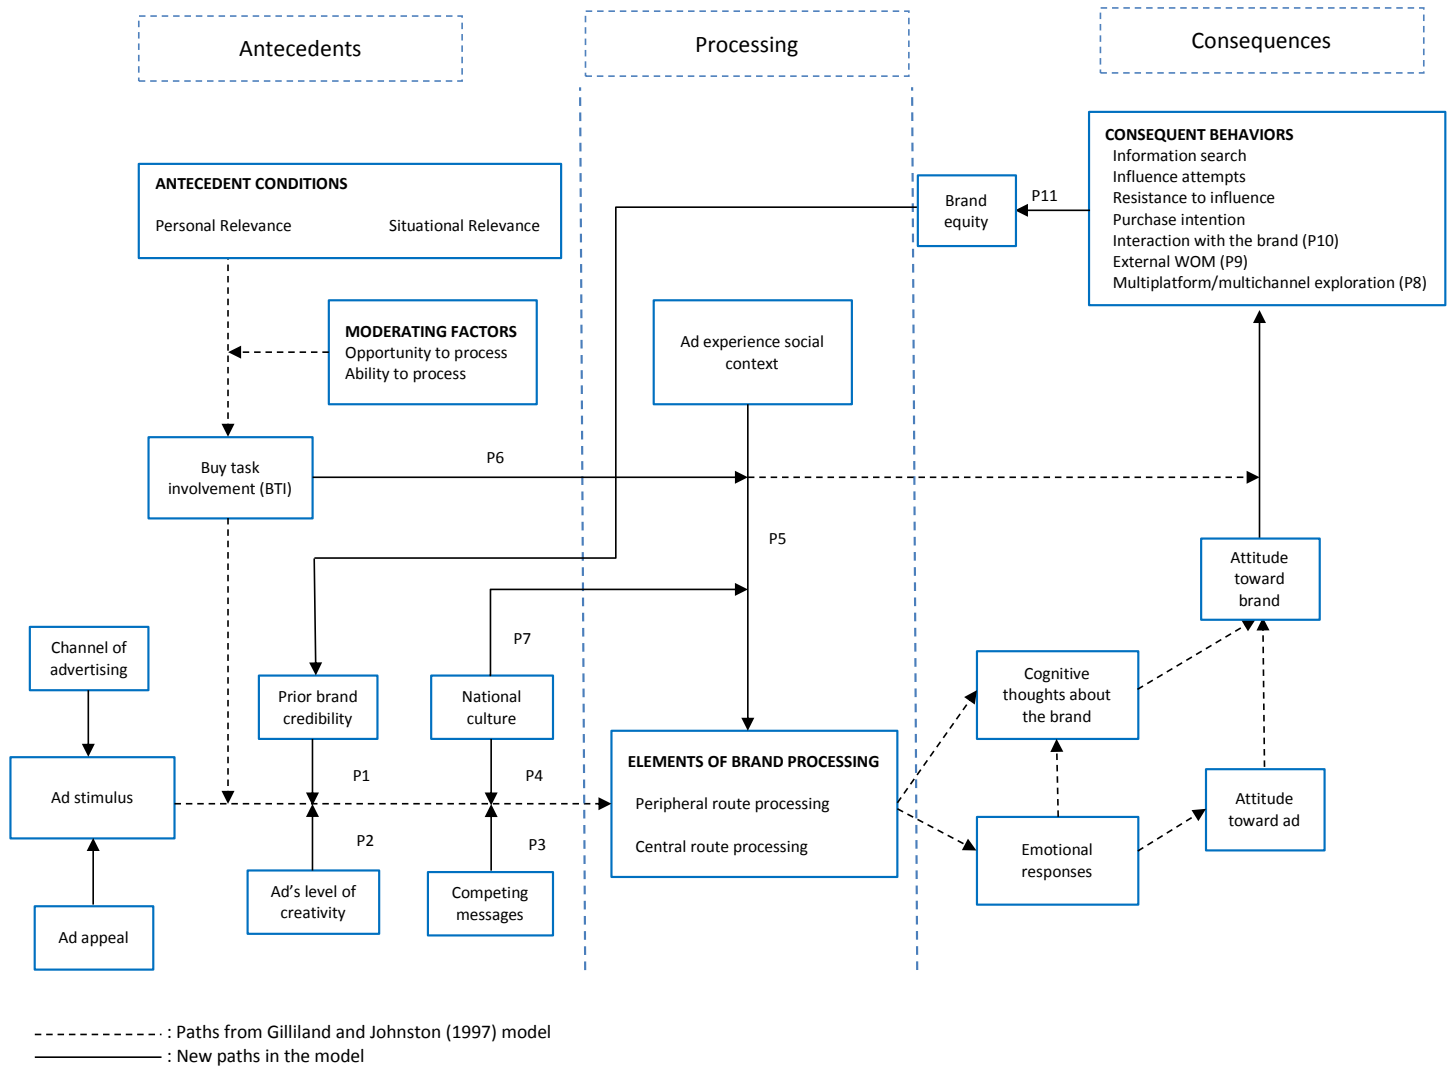 Antecedents
Processing
Consequences
ANTECEDENT CONDITIONS
Personal Relevance
Situational Relevance
MODERATING FACTORS
Opportunity to process
Ability to process
Buy task
involvement (BTI)
P6
Ad experience social
context
P5
Brand
equity
P11
CONSEQUENT BEHAVIORS
Information search
Influence attempts
Resistance to influence
Purchase intention
Interaction with the brand (P10)
External WOM (P9)
Multiplatform/multichannel exploration (P8)
Attitude
toward
brand
Channel of
advertising
Prior brand
credibility
National
culture
P7
Cognitive
thoughts about
the brand
Ad stimulus
P1
P4
P2
P3
ELEMENTS OF BRAND PROCESSING
Peripheral route processing
Central route processing
Attitude
toward ad
Emotional
responses
Ad appeal
Ad’s level of
creativity
Competing
messages
: Paths from Gilliland and Johnston (1997) model
: New paths in the model